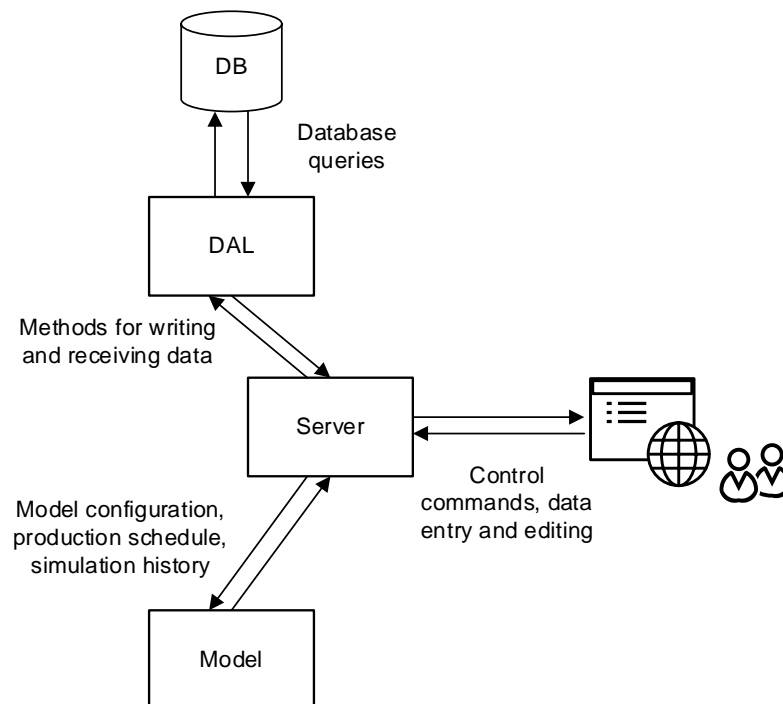 DB
Database
queries
DAL
Methods for writing
and receiving data
Server
Control
commands, data
entry and editing
Model configuration,
production schedule,
simulation history
Model